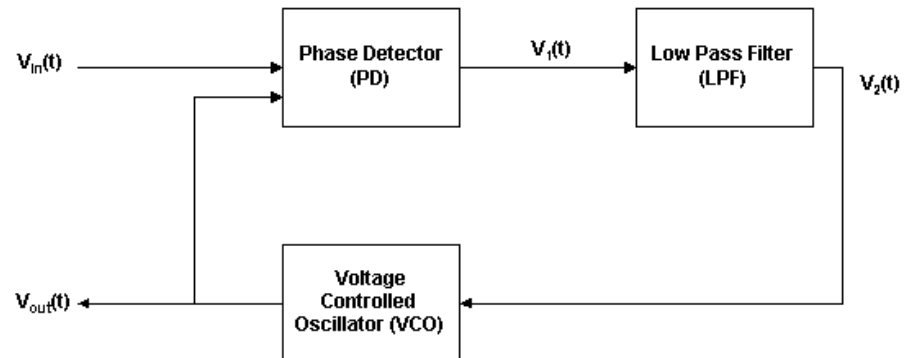 V_in(t)
Phase Detector
(PD)
V_1(t)
Low Pass Filter
(LPF)
V_2(t)
V_out(t)
Voltage
Controlled
Oscillator (VCO)